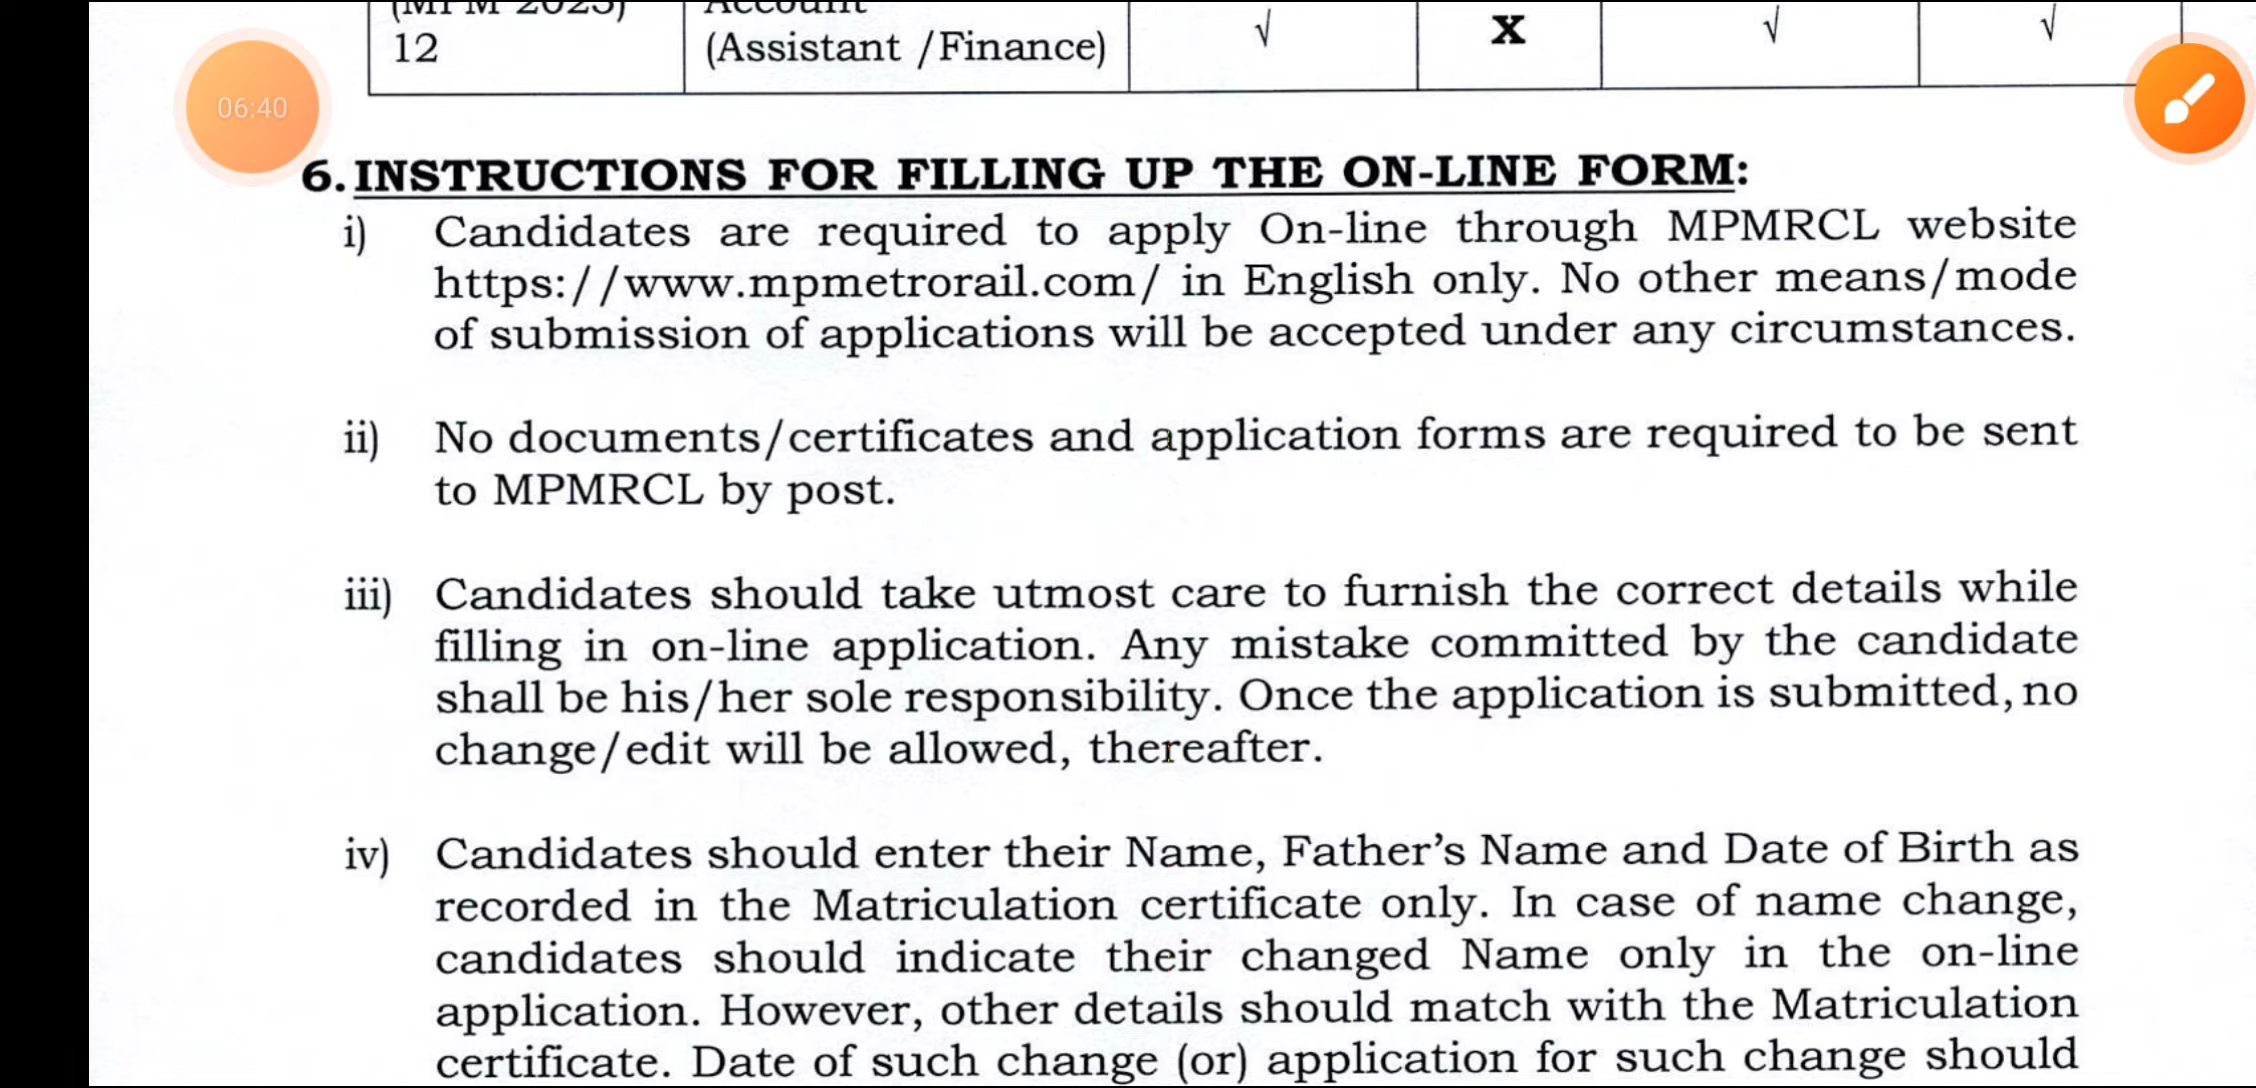 12
(Assistant /Finance)
√ X √ √
06:40
6. INSTRUCTIONS FOR FILLING UP THE ON-LINE FORM:
i) Candidates are required to apply On-line through MPMRCL website
https://www.mpmetrorail.com/ in English only. No other means/mode
of submission of applications will be accepted under any circumstances.
ii) No documents/certificates and application forms are required to be sent
to MPMRCL by post.
iii) Candidates should take utmost care to furnish the correct details while
filling in on-line application. Any mistake committed by the candidate
shall be his/her sole responsibility. Once the application is submitted, no
change/edit will be allowed, thereafter.
iv) Candidates should enter their Name, Father's Name and Date of Birth as
recorded in the Matriculation certificate only. In case of name change,
candidates should indicate their changed Name only in the on-line
application. However, other details should match with the Matriculation
certificate. Date of such change (or) application for such change should